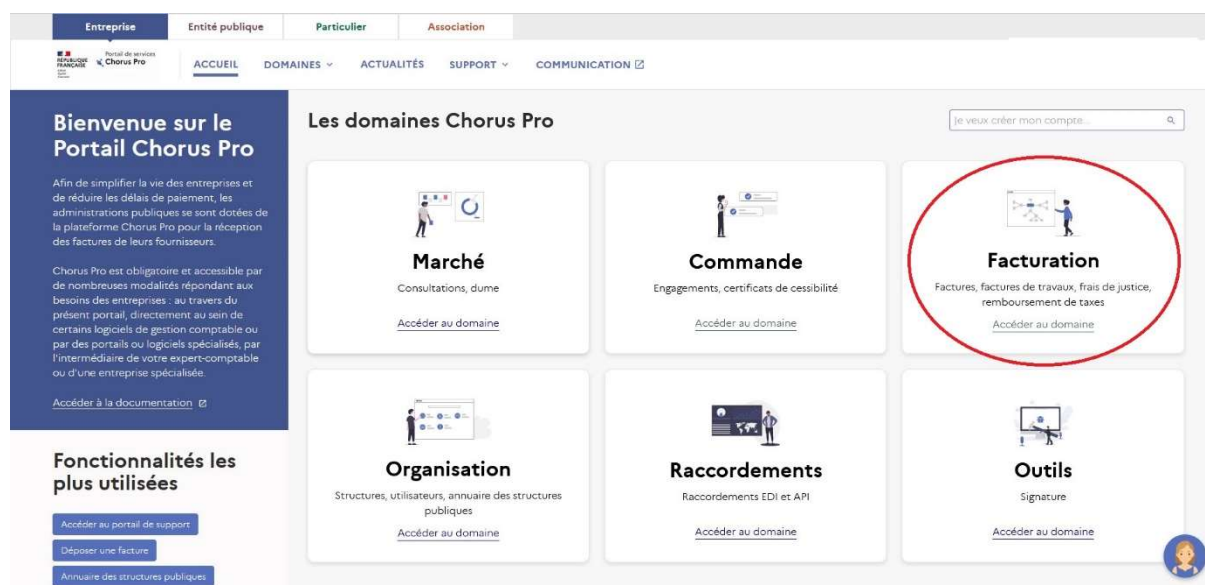 Entreprise
Entité publique
Particulier
Association
RÉPUBLIQUE
FRANÇAISE
Portail de services
Chorus Pro
ACCUEIL
DOMAINES
ACTUALITÉS
SUPPORT
COMMUNICATION
Bienvenue sur le
Portail Chorus Pro
Afin de simplifier la vie des entreprises et
de réduire les délais de paiement, les
administrations publiques se sont dotées de
la plateforme Chorus Pro pour la réception
des factures de leurs fournisseurs.
Chorus Pro est obligatoire et accessible par
de nombreuses modalités répondant aux
besoins des entreprises : au travers du
présent portail, directement au sein de
certains logiciels de gestion comptable ou
par des portails ou logiciels spécialisés, par
l'intermédiaire de votre expert-comptable
ou d'une entreprise spécialisée.
Accéder à la documentation
Fonctionnalités les
plus utilisées
Accéder au portail de support
Déposer une facture
Annuaire des structures publiques
Les domaines Chorus Pro
Je veux créer mon compte...
Marché
Consultations, dume
Accéder au domaine
Commande
Engagements, certificats de cessibilité
Accéder au domaine
Facturation
Factures, factures de travaux, frais de justice,
remboursement de taxes
Accéder au domaine
Organisation
Structures, utilisateurs, annuaire des structures
publiques
Accéder au domaine
Raccordements
Raccordements EDI et API
Accéder au domaine
Outils
Signature
Accéder au domaine